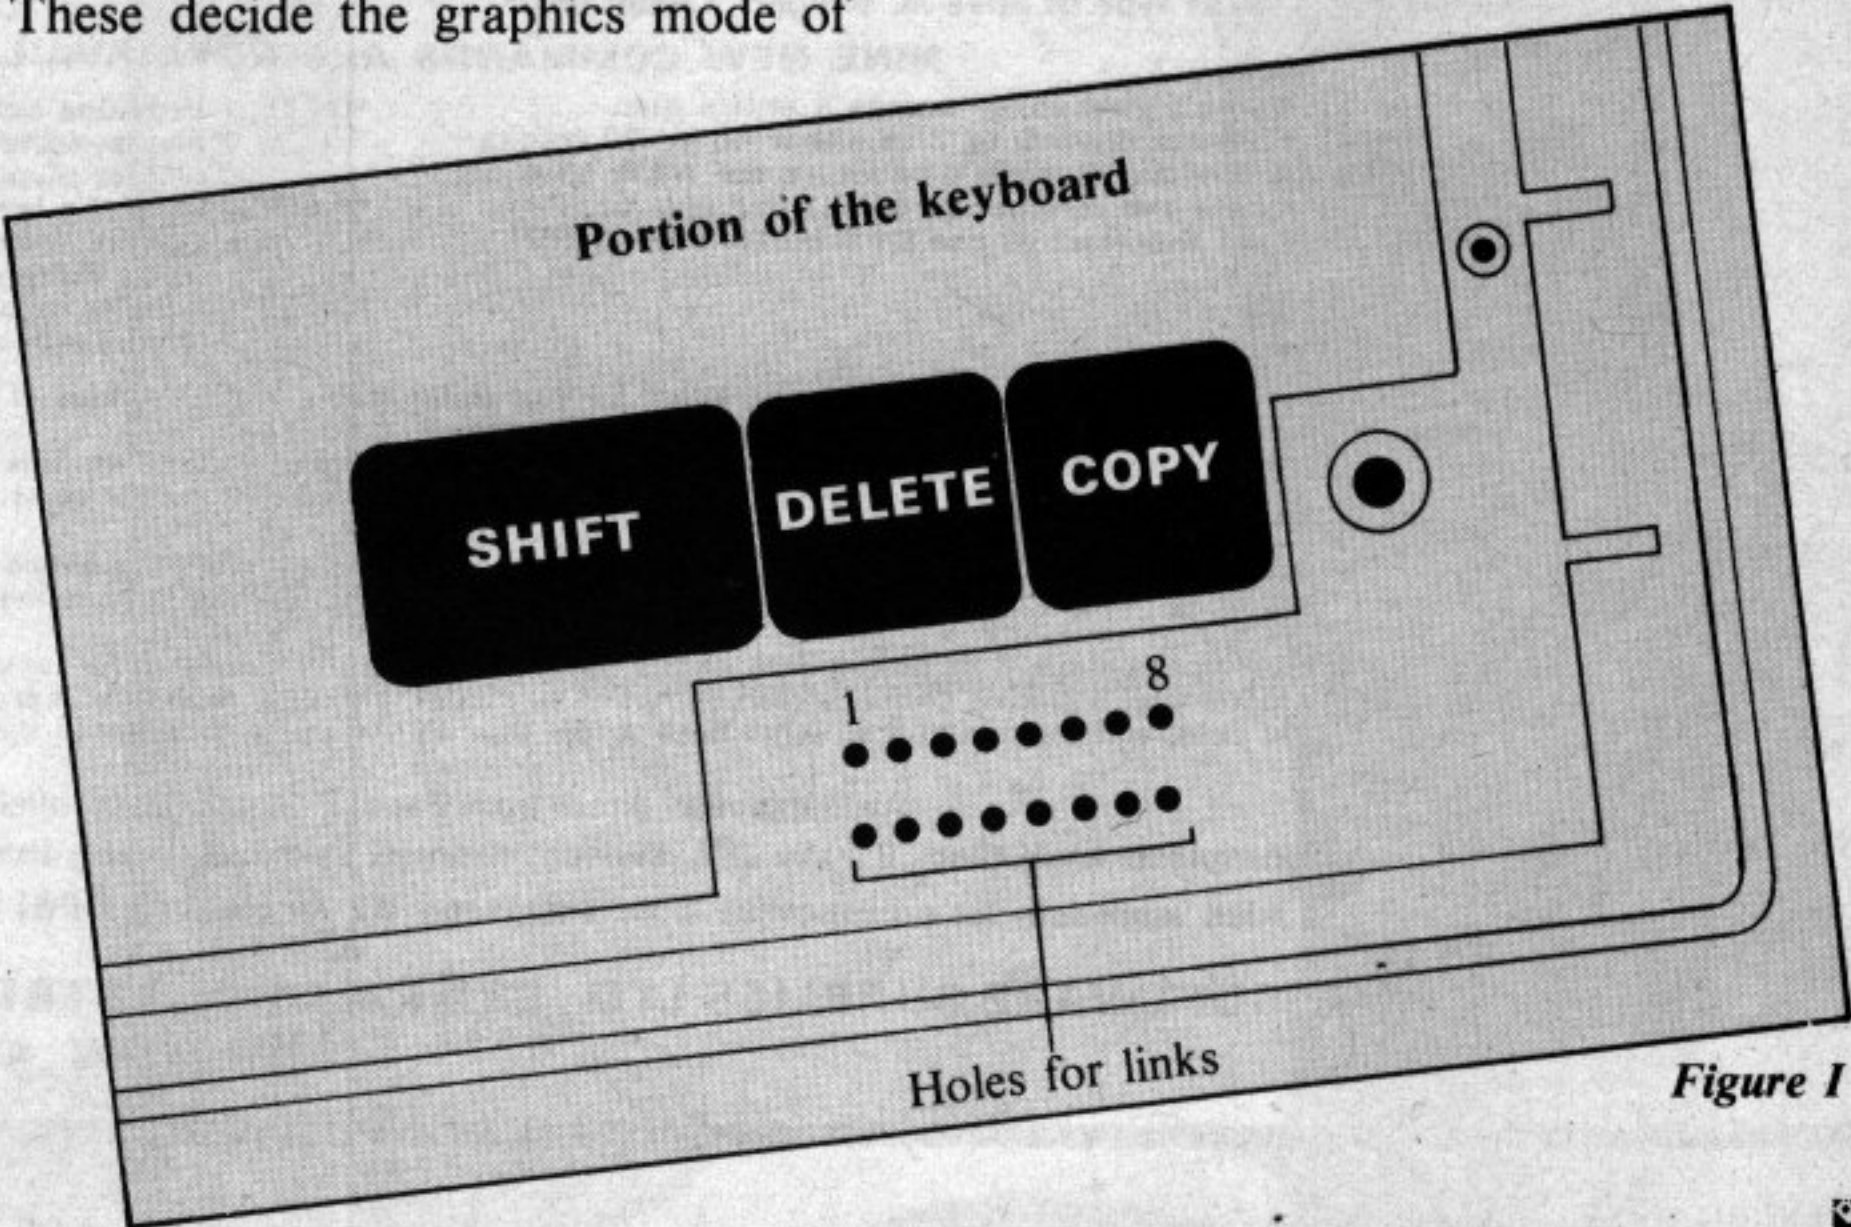 These decide the graphics mode of
Portion of the keyboard
SHIFT DELETE COPY
1 8
Holes for links
Figure I